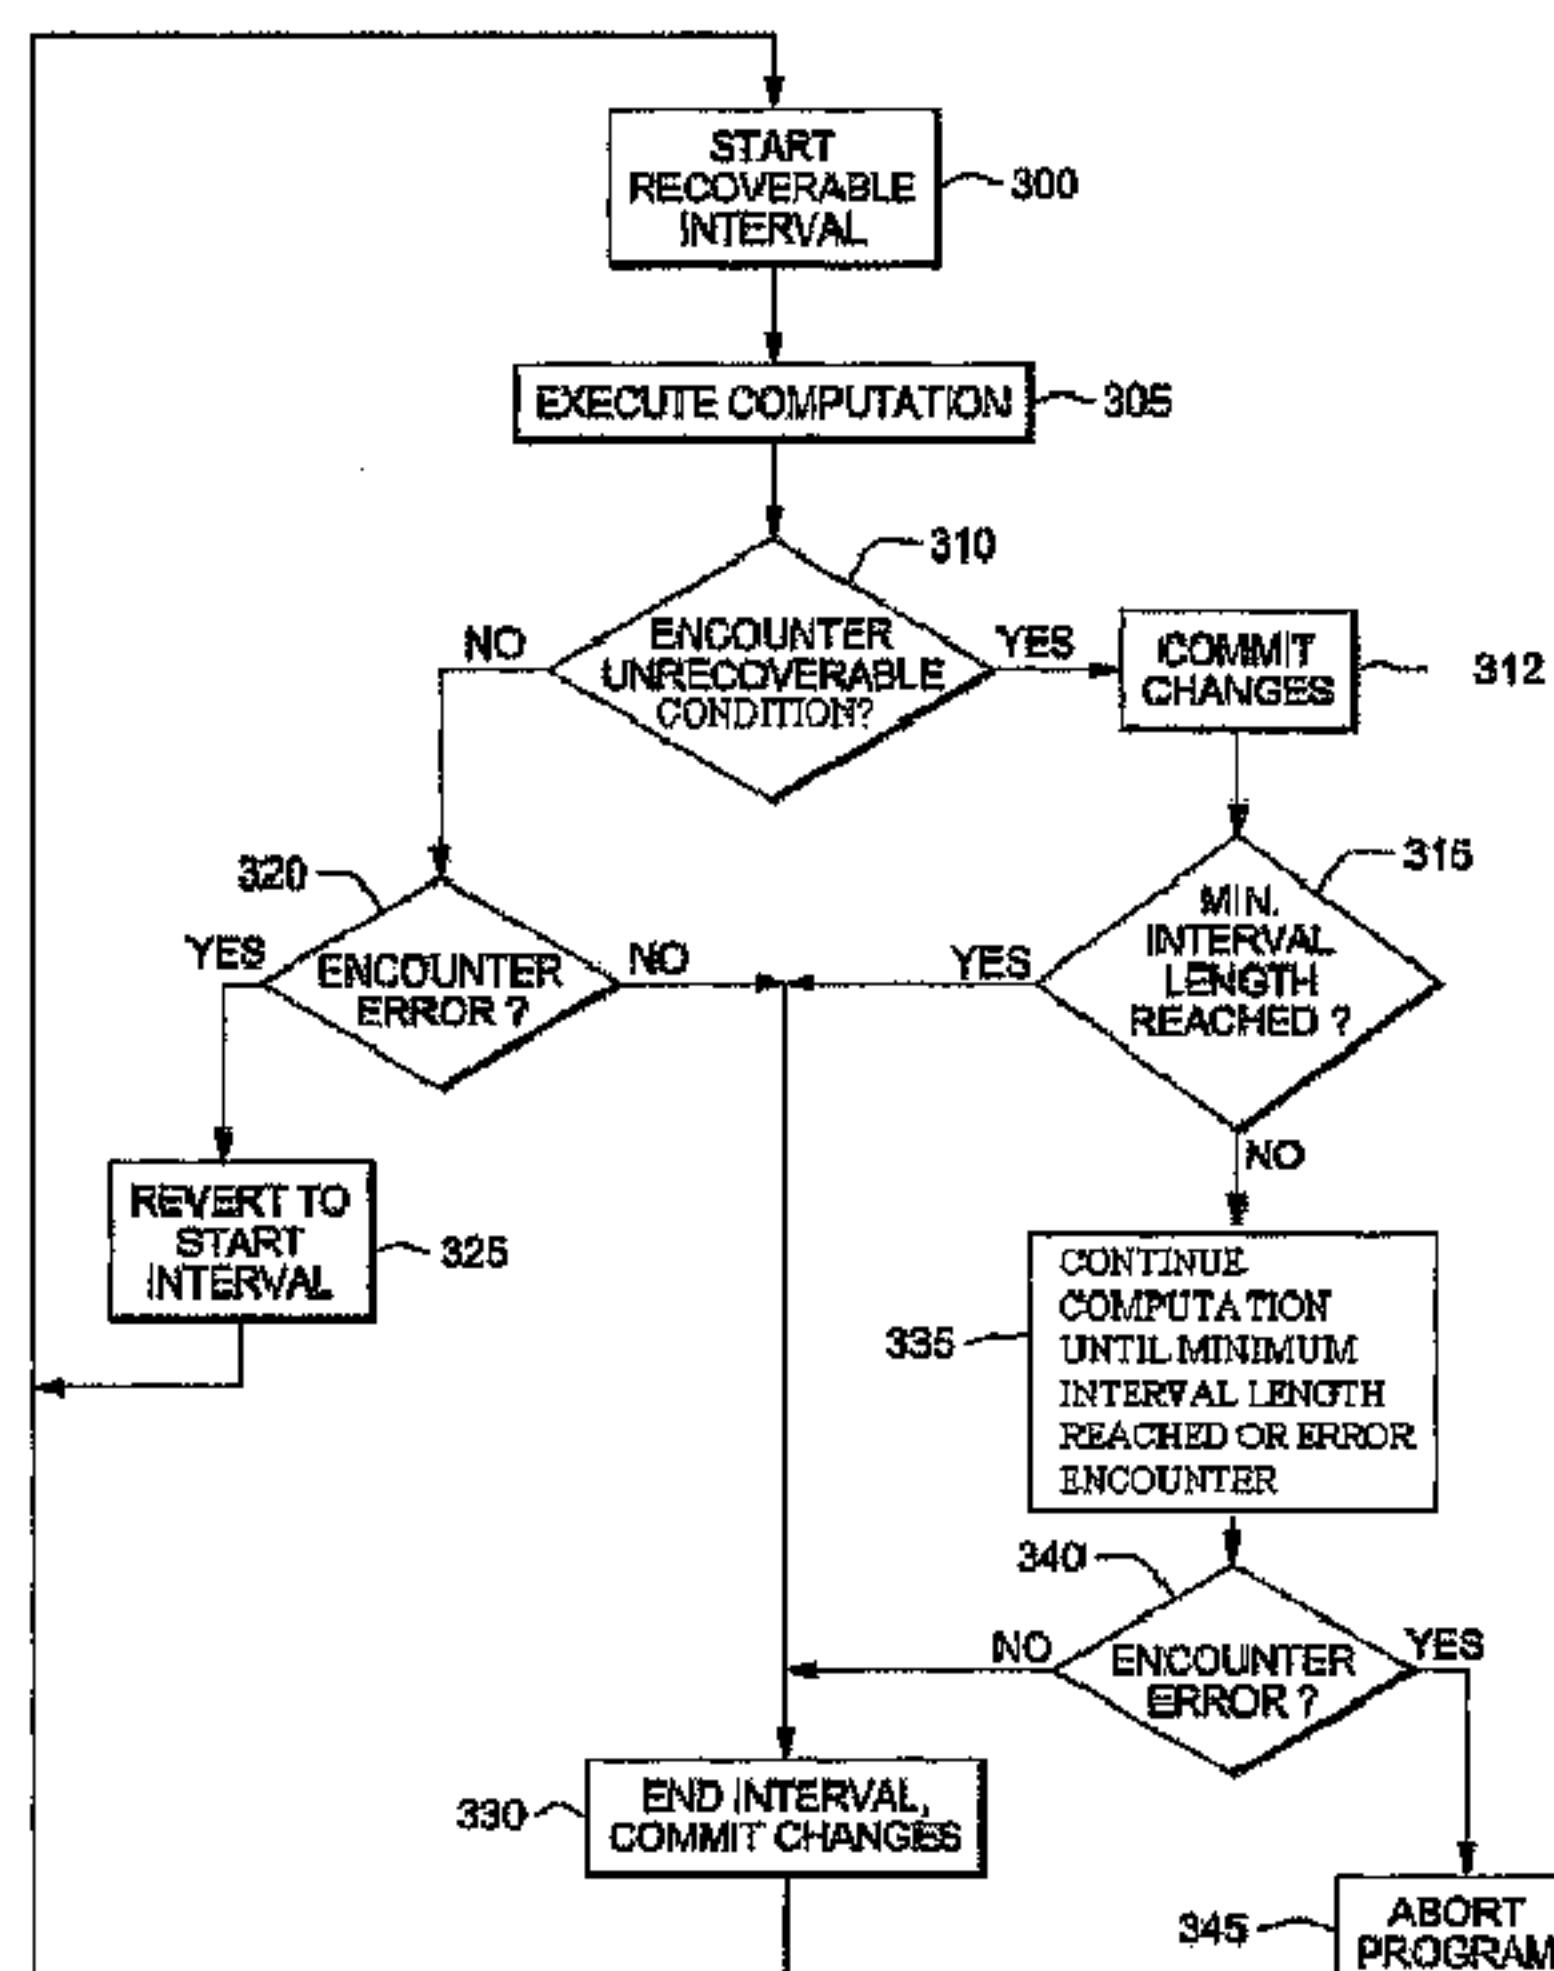 START
RECOVERABLE
INTERVAL
300
EXECUTE COMPUTATION
305
310
ENCOUNTER
UNRECOVERABLE
CONDITION?
NO
YES
COMMIT
CHANGES
312
320
315
YES
ENCOUNTER
ERROR ?
NO
YES
MIN.
INTERVAL
LENGTH
REACHED ?
NO
REVERT TO
START
INTERVAL
325
335
CONTINUE
COMPUTATION
UNTIL MINIMUM
INTERVAL LENGTH
REACHED OR ERROR
ENCOUNTER
340
NO
ENCOUNTER
ERROR ?
YES
330
END INTERVAL,
COMMIT CHANGES
345
ABORT
PROGRAM